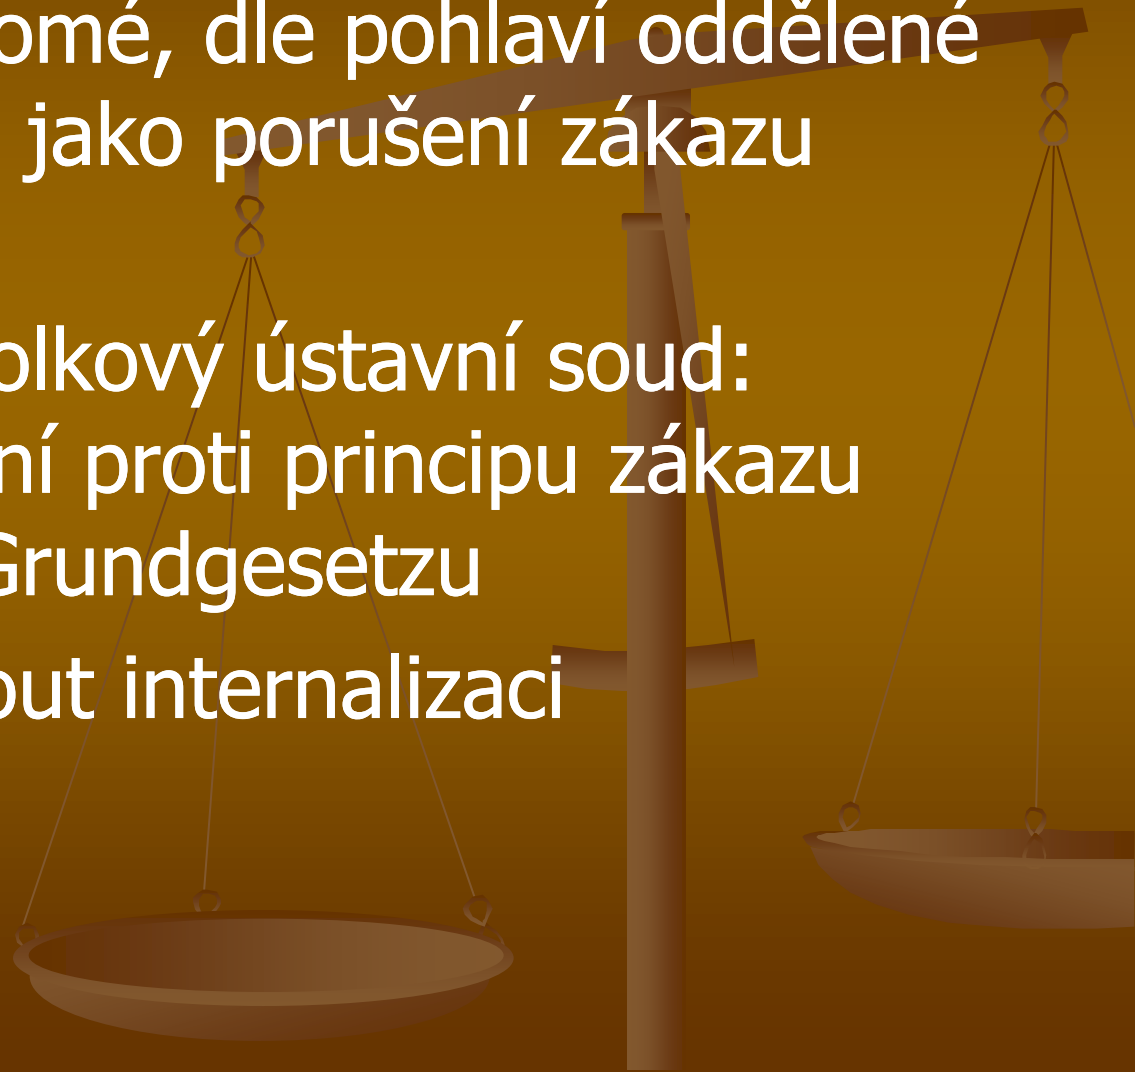 omé, dle pohlaví oddělené
jako porušení zákazu
olkový ústavní soud:
ní proti principu zákazu
Grundgesetzu
out internalizaci